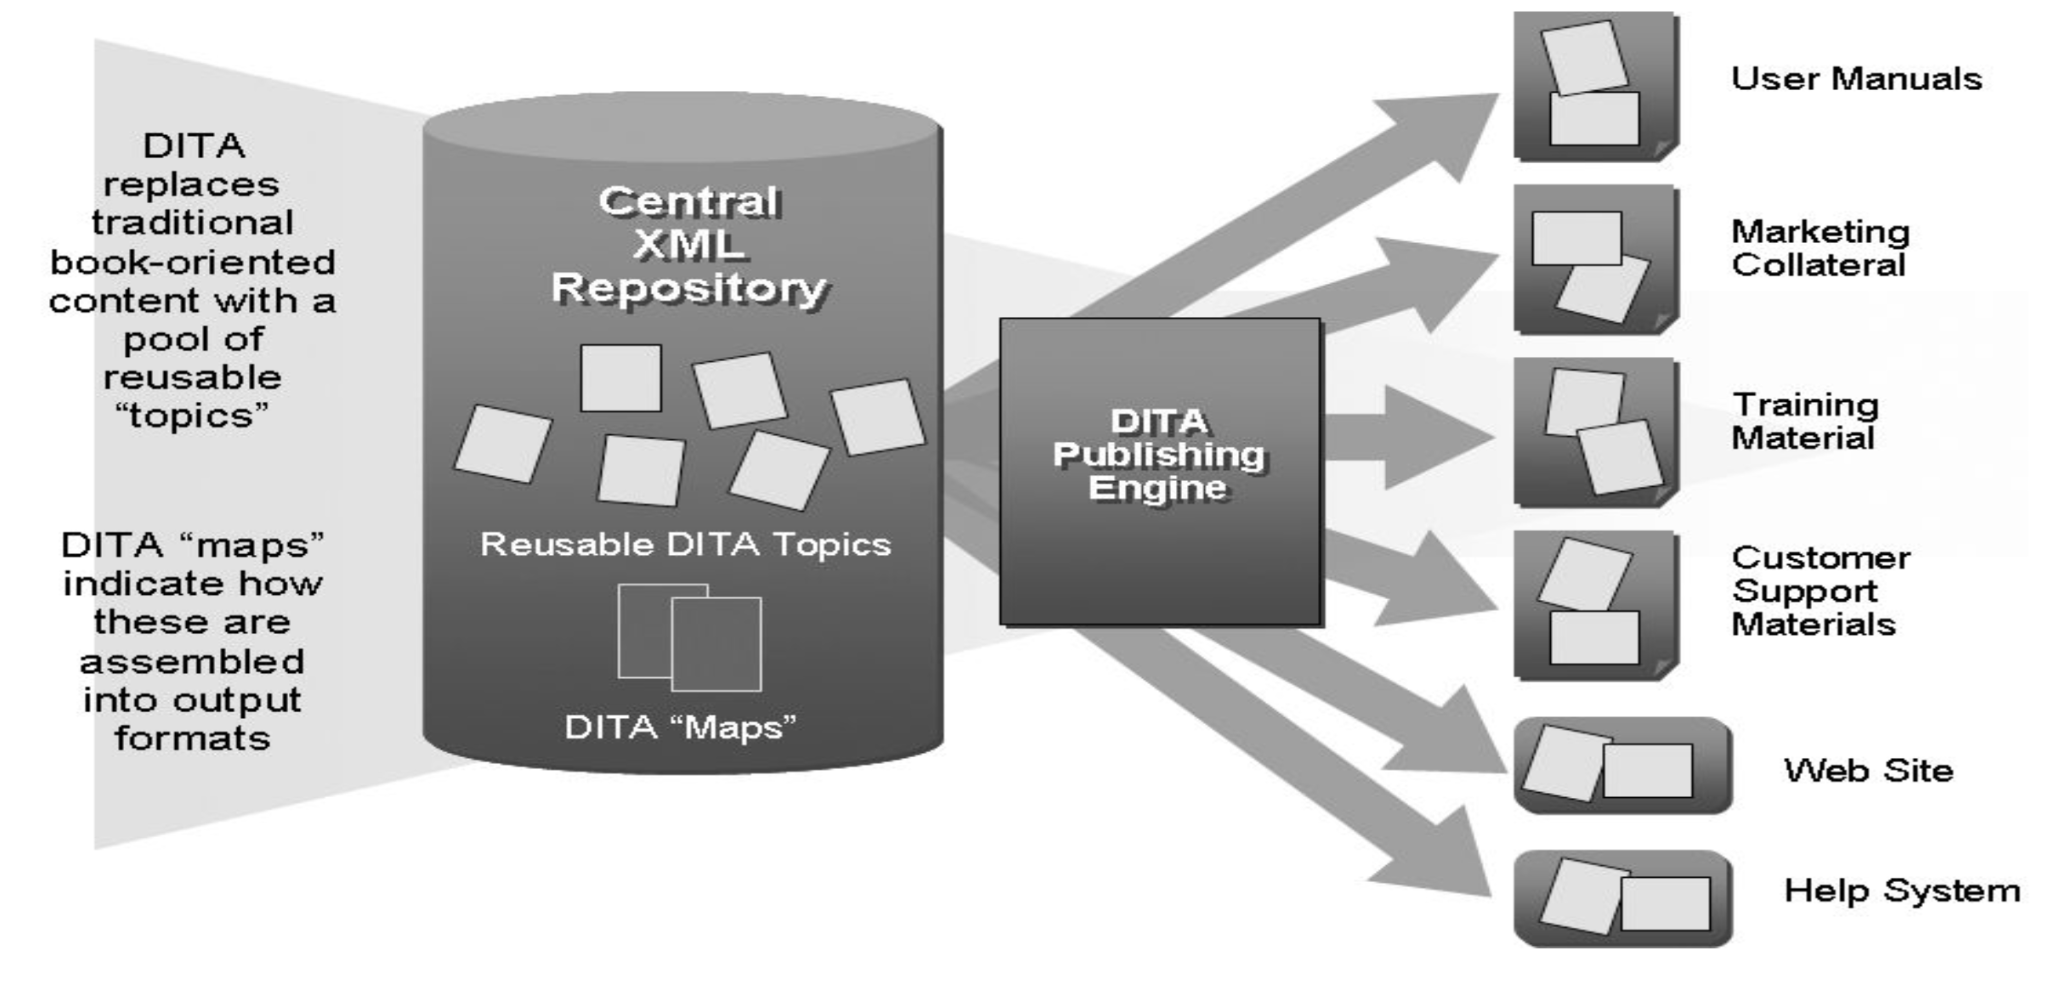 DITA
replaces
traditional
book-oriented
content with a
pool of
reusable
“topics”
DITA “maps”
indicate how
these are
assembled
into output
formats
Central
XML
Repository
Reusable DITA Topics
DITA “Maps”
DITA
Publishing
Engine
User Manuals
Marketing
Collateral
Training
Material
Customer
Support
Materials
Web Site
Help System